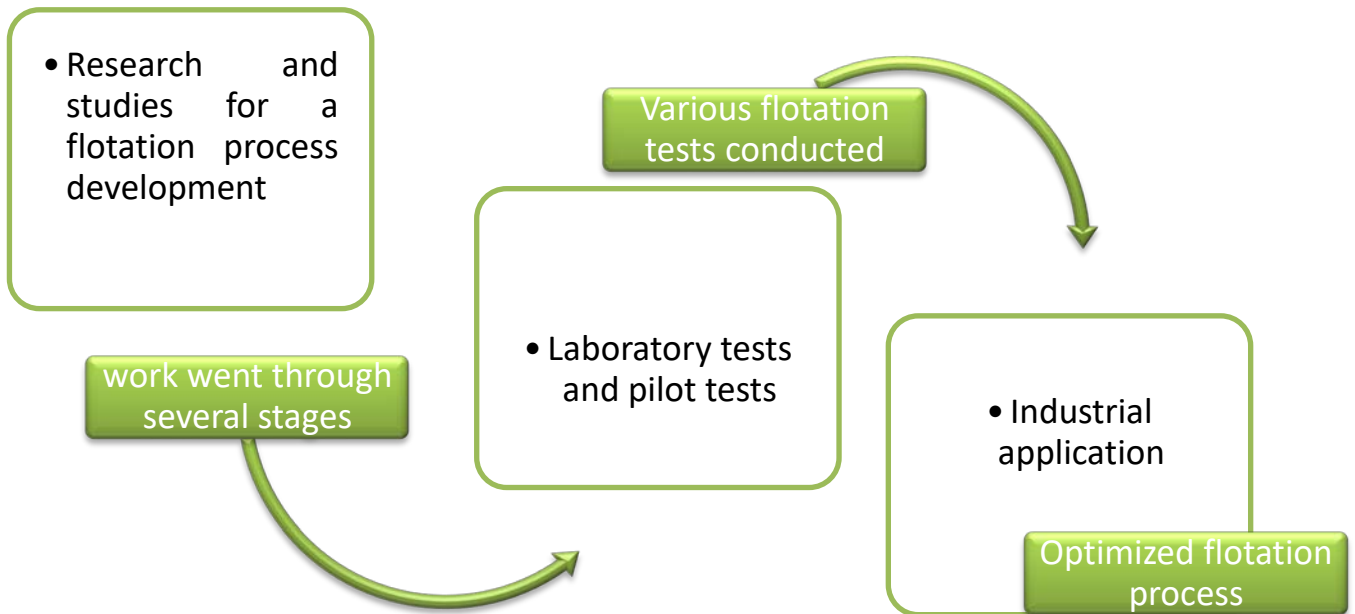 • Research and
studies for a
flotation process
development
work went through
several stages
Various flotation
tests conducted
• Laboratory tests
and pilot tests
• Industrial
application
Optimized flotation
process